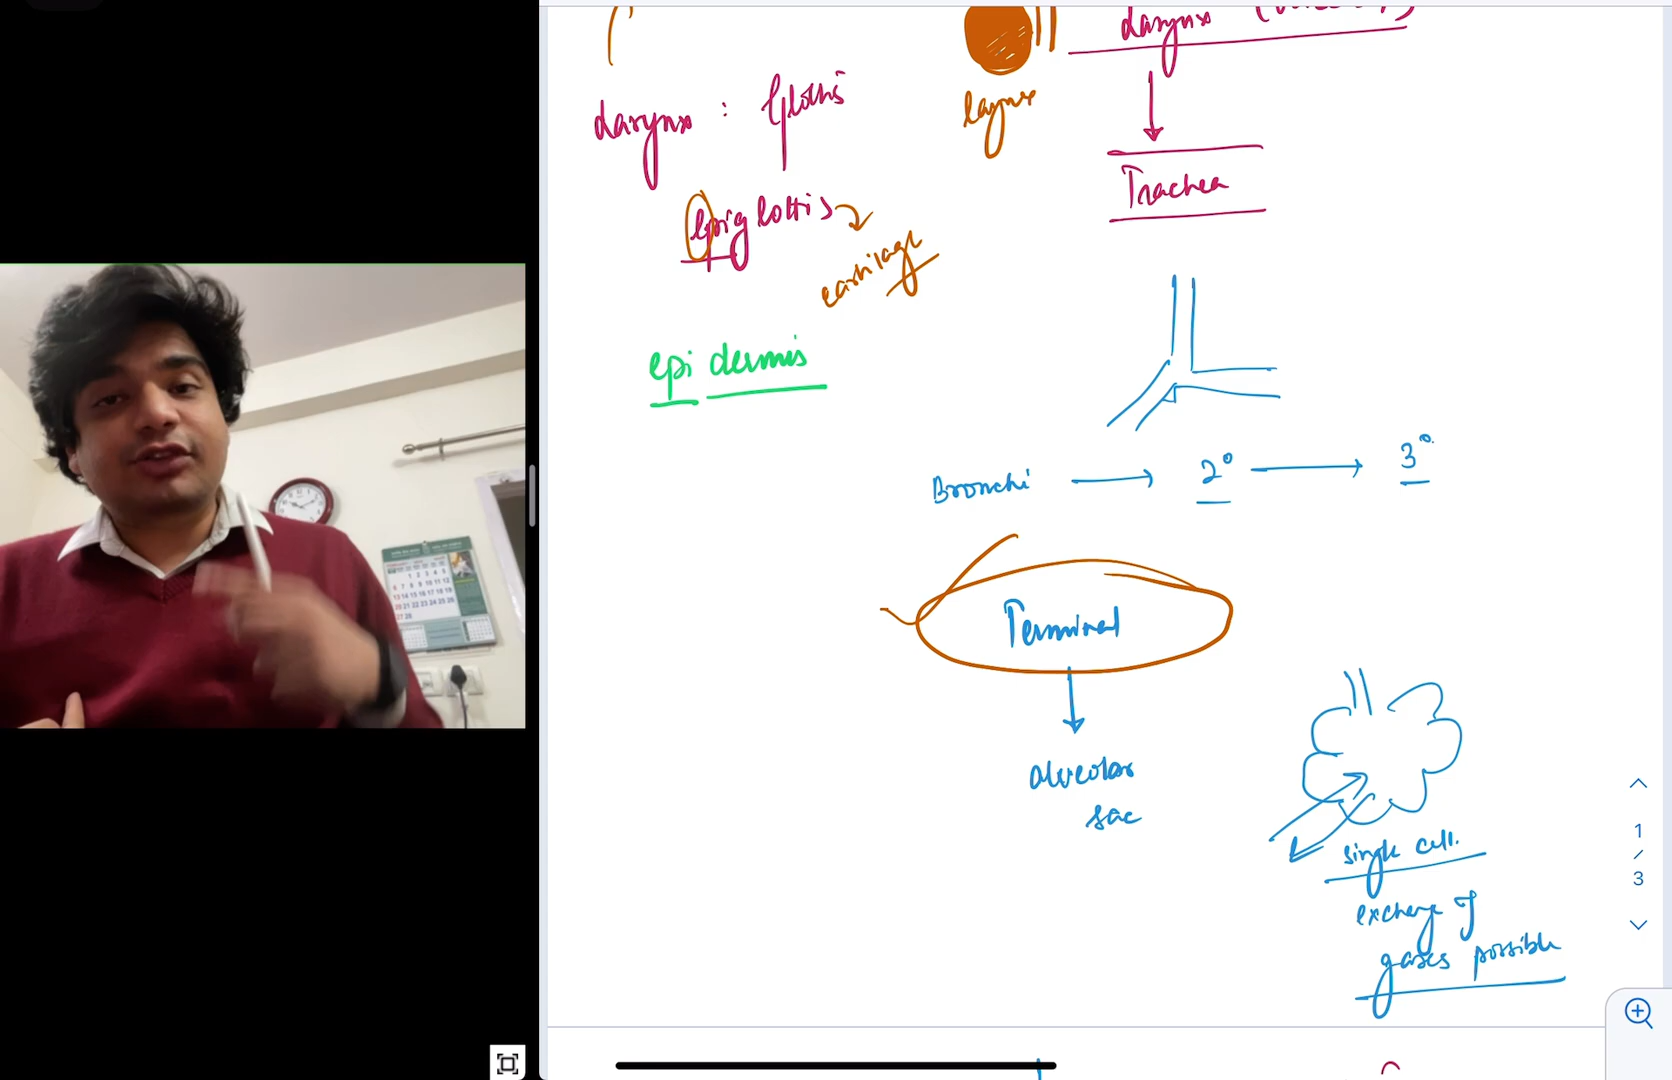 Larynx
Larynx : Glottis
larynx
Trachea
epiglottis
cartilage
epi dermis
Bronchi → 2° → 3°
Terminal
alveolar
sac
single cell.
exchange of
gases possible
1
/
3